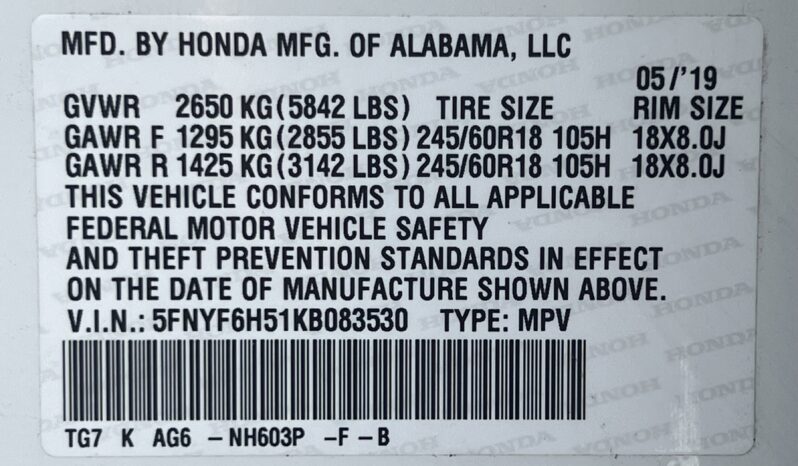 MFD. BY HONDA MFG. OF ALABAMA, LLC
05/'19
GVWR 2650 KG (5842 LBS) TIRE SIZE RIM SIZE
GAWR F 1295 KG (2855 LBS) 245/60R18 105H 18X8.0J
GAWR R 1425 KG (3142 LBS) 245/60R18 105H 18X8.0J
THIS VEHICLE CONFORMS TO ALL APPLICABLE
FEDERAL MOTOR VEHICLE SAFETY
AND THEFT PREVENTION STANDARDS IN EFFECT
ON THE DATE OF MANUFACTURE SHOWN ABOVE.
V.I.N.: 5FNYF6H51KB083530 TYPE: MPV
TG7 K AG6 -NH603P -F -B